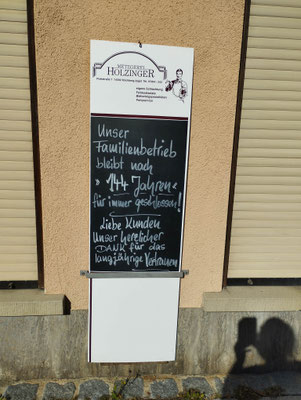 METZGEREI
HOLZINGER
Unser
Familienbetrieb
bleibt nach
» 144 Jahren «
für immer geschlossen!
Liebe Kunden
Unser herzlicher
DANK für das
langjährige Vertrauen